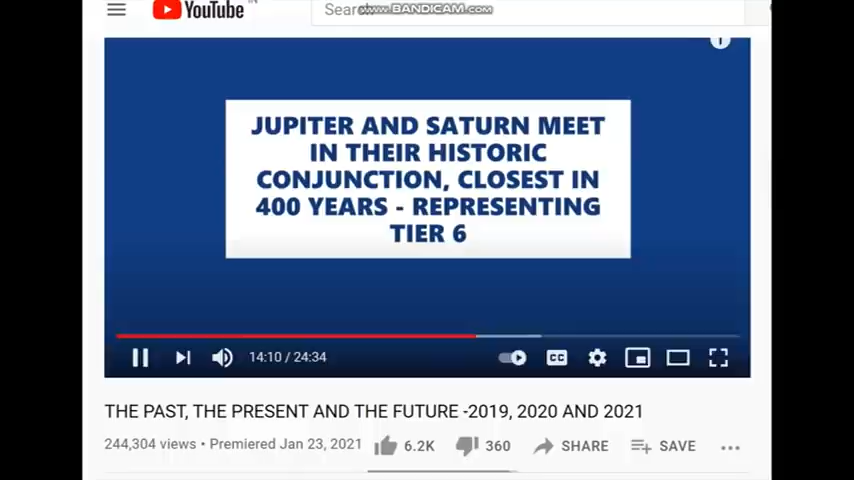 YouTube IN
Search
www.BANDICAM.com
JUPITER AND SATURN MEET
IN THEIR HISTORIC
CONJUNCTION, CLOSEST IN
400 YEARS - REPRESENTING
TIER 6
14:10 / 24:34
CC
THE PAST, THE PRESENT AND THE FUTURE -2019, 2020 AND 2021
244,304 views • Premiered Jan 23, 2021 6.2K 360 SHARE SAVE